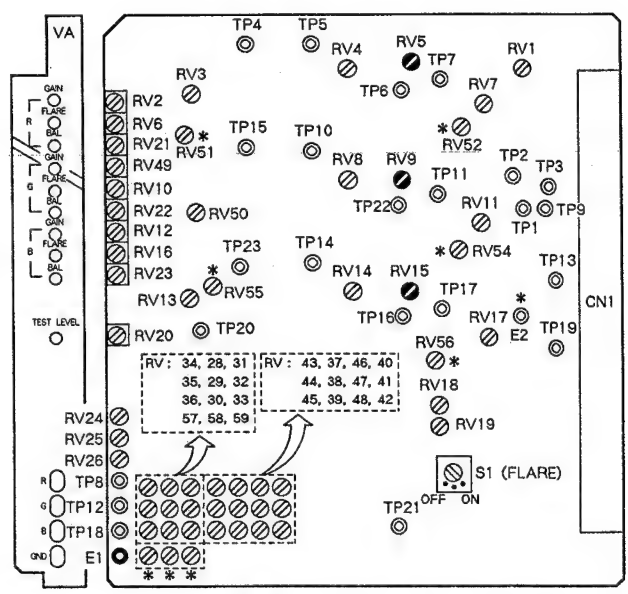 VA
TP4 TP5
RV4 RV5 RV1
TP7
RV3
TP6
RV7
GAIN
FLARE
R
BAL
GAIN
FLARE
G
BAL
GAIN
FLARE
B
BAL
RV2
RV6
RV21
RV49
RV10
RV22
RV12
RV16
RV23
RV51 *
TP15 TP10
* RV52
RV8 RV9
TP2
TP3
TP11
TP22
RV11
TP1 TP9
RV50
* RV54
TP23 TP14
TP13
*
RV55
RV13
RV14 RV15
TP17
RV17
*
E2
CN1
TEST LEVEL
RV20
TP20
TP16
TP19
RV56 *
RV : 34, 28, 31
35, 29, 32
36, 30, 33
57, 58, 59
RV : 43, 37, 46, 40
44, 38, 47, 41
45, 39, 48, 42
RV18
RV19
RV24
RV25
RV26
R TP8
G TP12
B TP18
GND E1
* * *
S1 (FLARE)
OFF ON
TP21